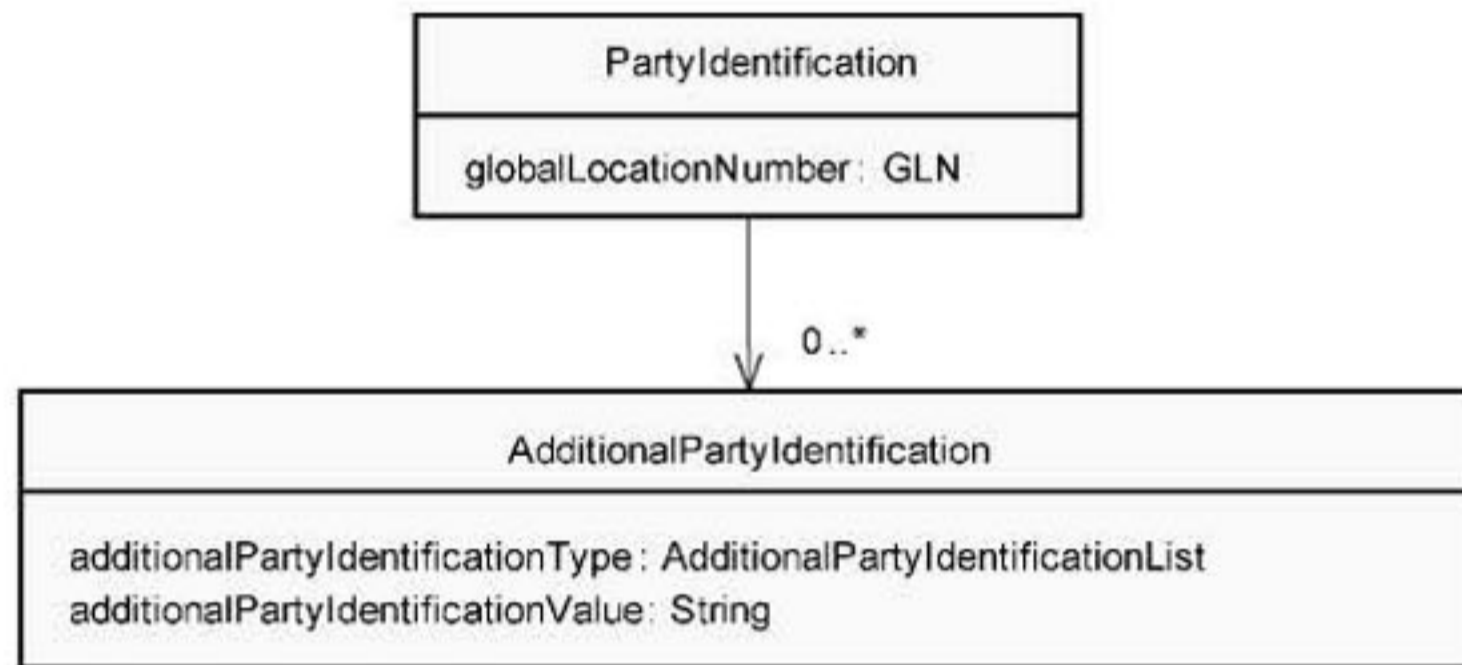 PartyIdentification
globalLocationNumber: GLN
0..*
AdditionalPartyIdentification
additionalPartyIdentificationType: AdditionalPartyIdentificationList
additionalPartyIdentificationValue: String